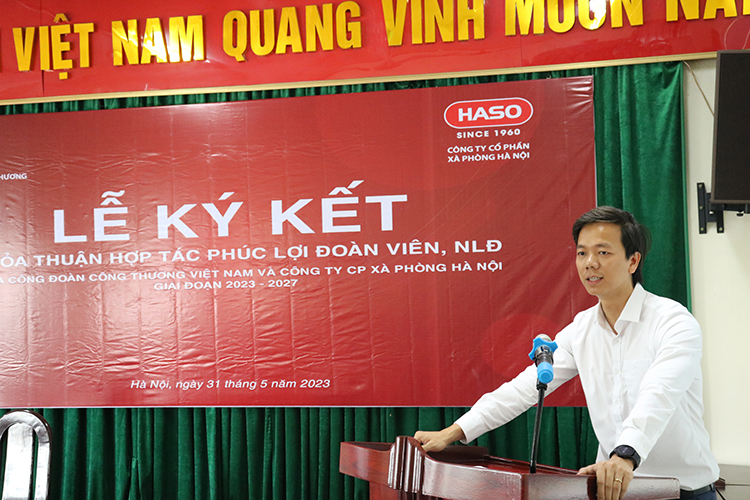 VIỆT NAM QUANG VINH MUÔN NĂM
HASO
SINCE 1960
CÔNG TY CỔ PHẦN
XÀ PHÒNG HÀ NỘI
LỄ KÝ KẾT
THUẬN HỢP TÁC PHÚC LỢI ĐOÀN VIÊN, NLĐ
CÔNG ĐOÀN CÔNG THƯƠNG VIỆT NAM VÀ CÔNG TY CP XÀ PHÒNG HÀ NỘI
GIAI ĐOẠN 2023 - 2027
Hà Nội, ngày 31 tháng 5 năm 2023